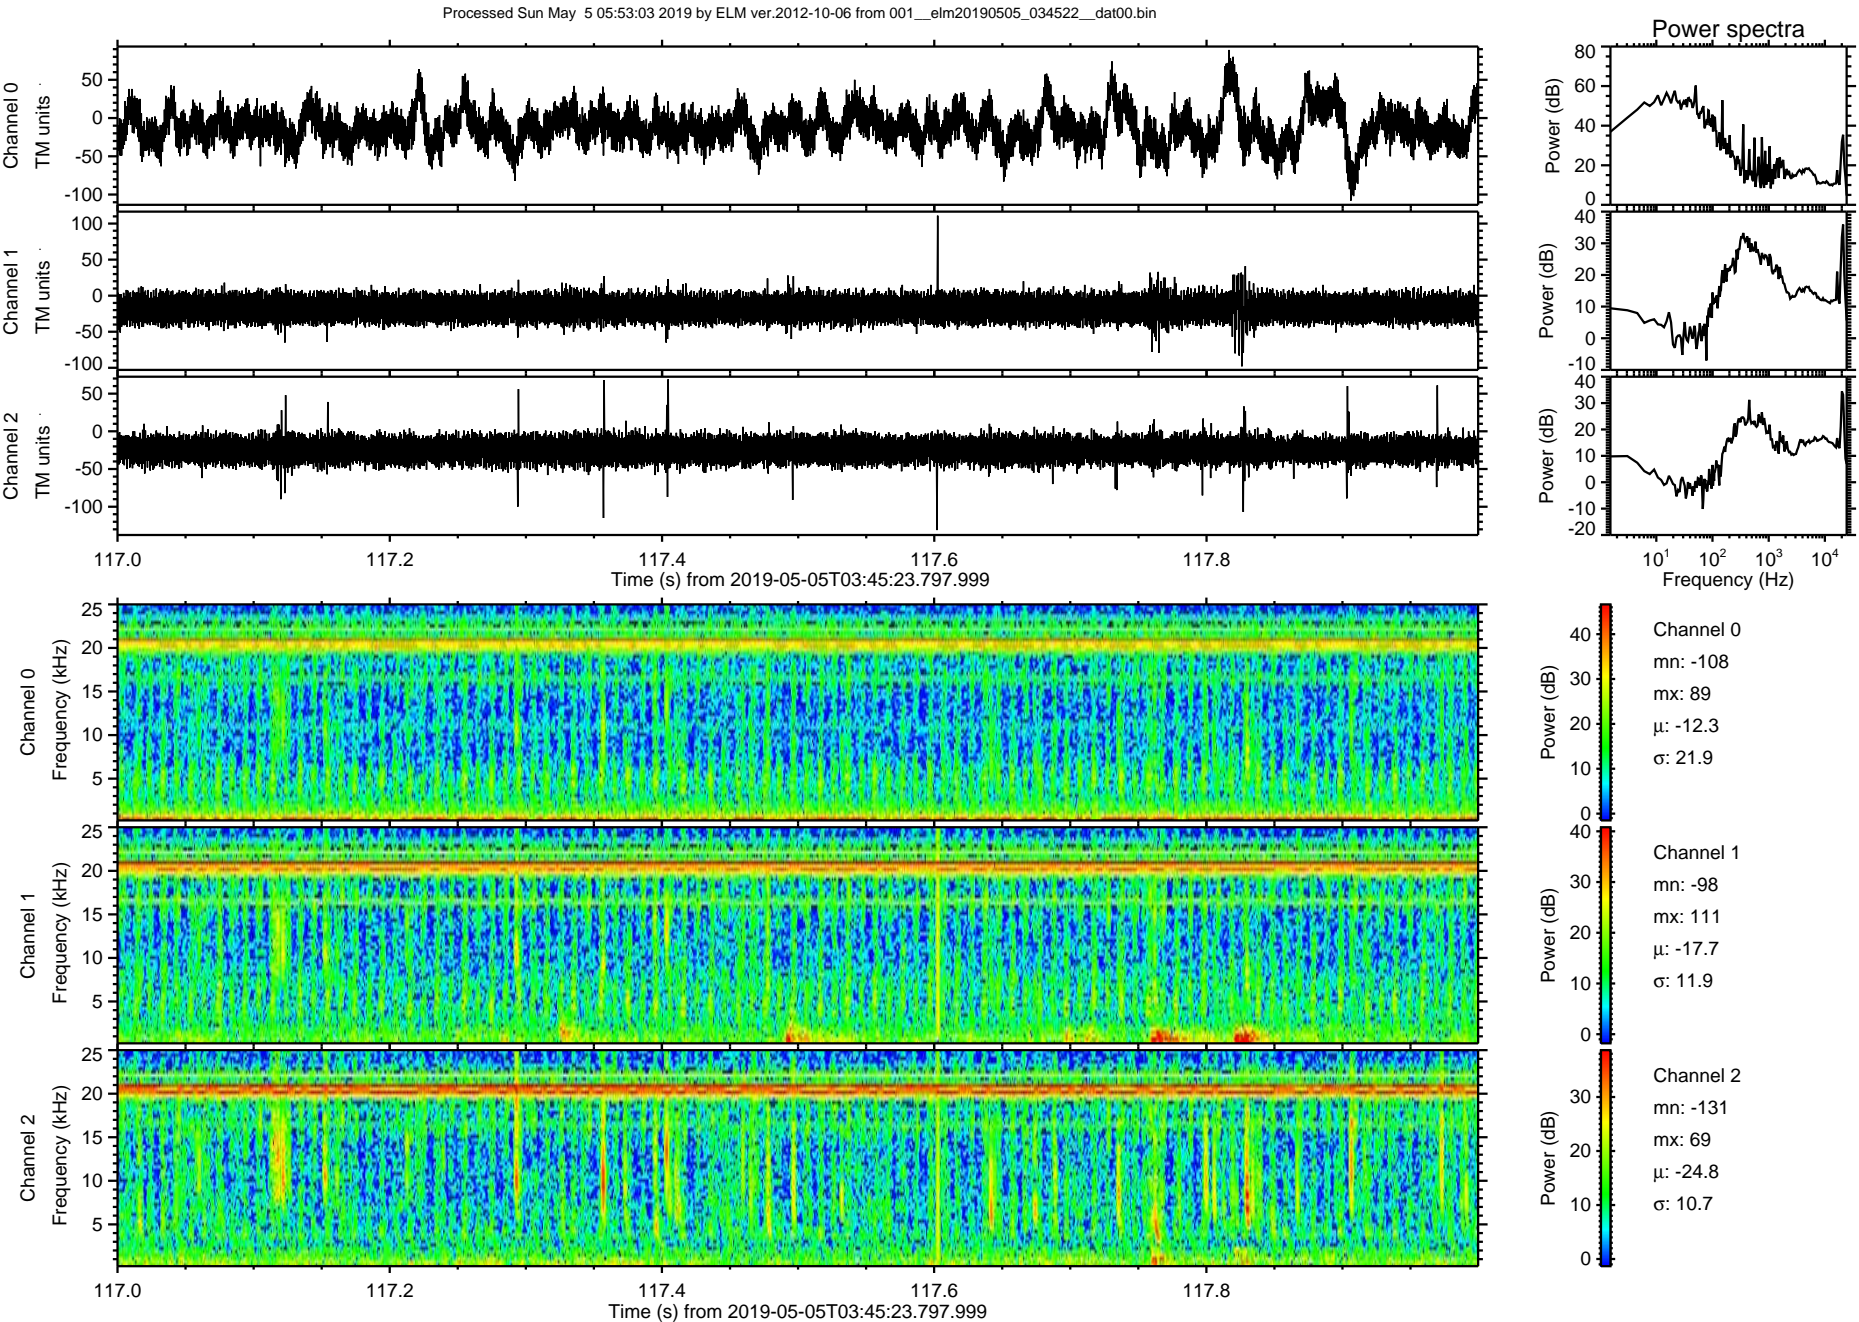 Processed Sun May  5 05:53:03 2019 by ELM ver.2012-10-06 from 001__elm20190505_034522__dat00.bin
Power spectra
Channel 0
TM units
50
0
-50
-100
Power (dB)
80
60
40
20
0
Channel 1
TM units
100
50
0
-50
-100
Power (dB)
40
30
20
10
0
-10
Channel 2
TM units
50
0
-50
-100
Power (dB)
40
30
20
10
0
-10
-20
117.0 117.2 117.4 117.6 117.8
Time (s) from 2019-05-05T03:45:23.797.999
10¹ 10² 10³ 10⁴
Frequency (Hz)
Channel 0
Frequency (kHz)
25
20
15
10
5
Power (dB)
40
30
20
10
0
Channel 0
mn: -108
mx: 89
μ: -12.3
σ: 21.9
Channel 1
Frequency (kHz)
25
20
15
10
5
Power (dB)
40
30
20
10
0
Channel 1
mn: -98
mx: 111
μ: -17.7
σ: 11.9
Channel 2
Frequency (kHz)
25
20
15
10
5
Power (dB)
30
20
10
0
Channel 2
mn: -131
mx: 69
μ: -24.8
σ: 10.7
117.0 117.2 117.4 117.6 117.8
Time (s) from 2019-05-05T03:45:23.797.999